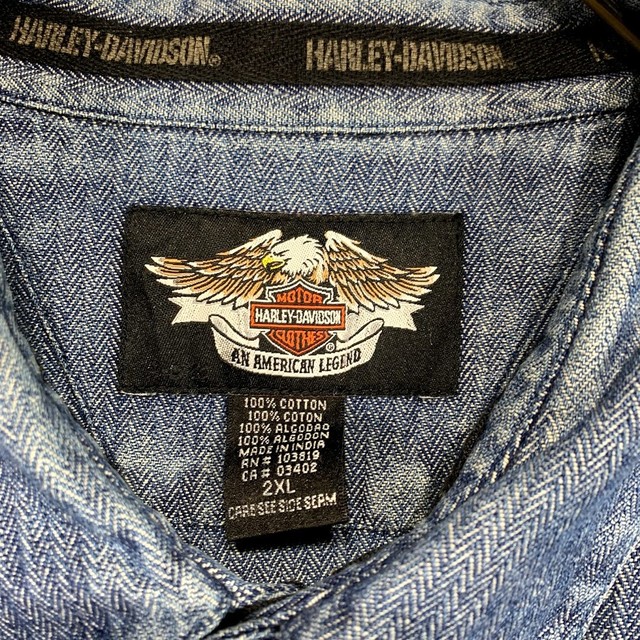 HARLEY-DAVIDSON® HARLEY-DAVIDSON®
MOTOR
HARLEY-DAVIDSON
CLOTHES
®
AN AMERICAN LEGEND
100% COTTON
100% COTON
100% ALGODAO
100% ALGODON
MADE IN INDIA
RN# 103819
CA# 03402
2XL
CARE SEE SIDE SEAM